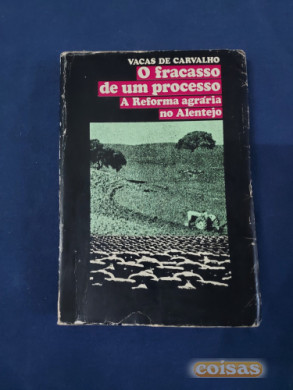 VACAS DE CARVALHO
O fracasso
de um processo
A Reforma agrária
no Alentejo
coisas